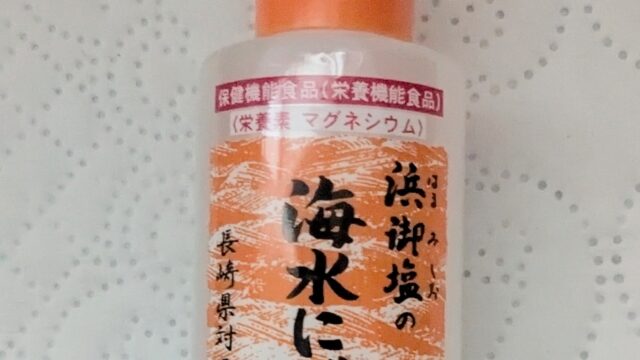 保健機能食品(栄養機能食品)
(栄養素 マグネシウム)
浜御塩の
はまみしお
海水に
長崎県対